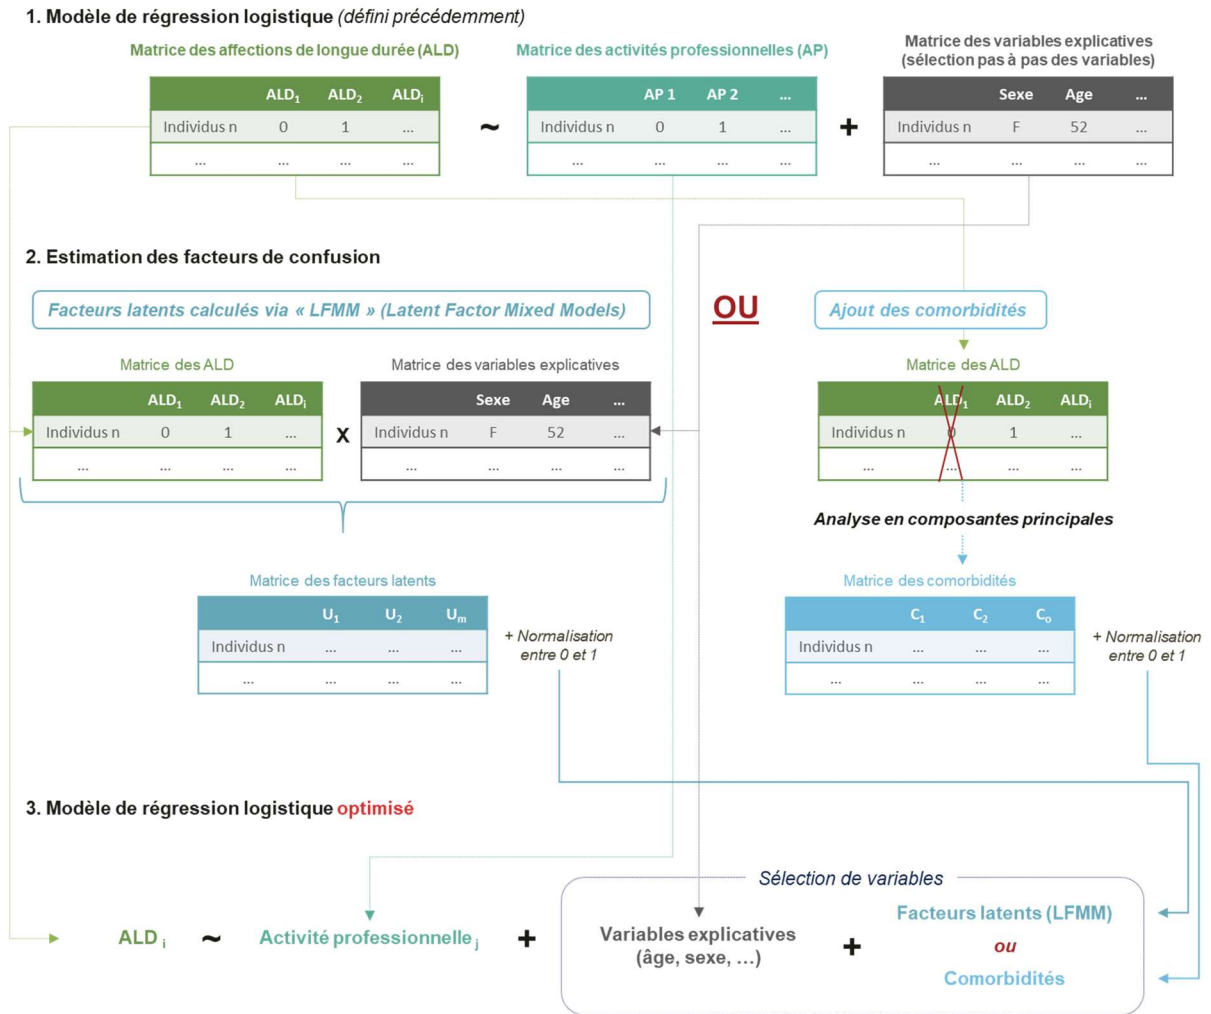 1. Modèle de régression logistique (défini précédemment)
Matrice des affections de longue durée (ALD)
ALD1 ALD2 ALDi
Individus n 0 1 ...
... ... ... ...
~
Matrice des activités professionnelles (AP)
AP 1 AP 2 ...
Individus n 0 1 ...
... ... ... ...
+
Matrice des variables explicatives
(sélection pas à pas des variables)
Sexe Age ...
Individus n F 52 ...
... ... ... ...
2. Estimation des facteurs de confusion
Facteurs latents calculés via « LFMM » (Latent Factor Mixed Models)
Matrice des ALD
ALD1 ALD2 ALDi
Individus n 0 1 ...
... ... ... ...
x
Matrice des variables explicatives
Sexe Age ...
Individus n F 52 ...
... ... ... ...
Matrice des facteurs latents
U1 U2 Um
Individus n ... ... ...
... ... ... ...
+ Normalisation
entre 0 et 1
OU
Ajout des comorbidités
Matrice des ALD
ALD1 ALD2 ALDi
Individus n 0 1 ...
... ... ... ...
Analyse en composantes principales
Matrice des comorbidités
C1 C2 Co
Individus n ... ... ...
... ... ... ...
+ Normalisation
entre 0 et 1
3. Modèle de régression logistique optimisé
Sélection de variables
ALD i ~ Activité professionnelle j +
Variables explicatives
(âge, sexe, ...)
+
Facteurs latents (LFMM)
ou
Comorbidités